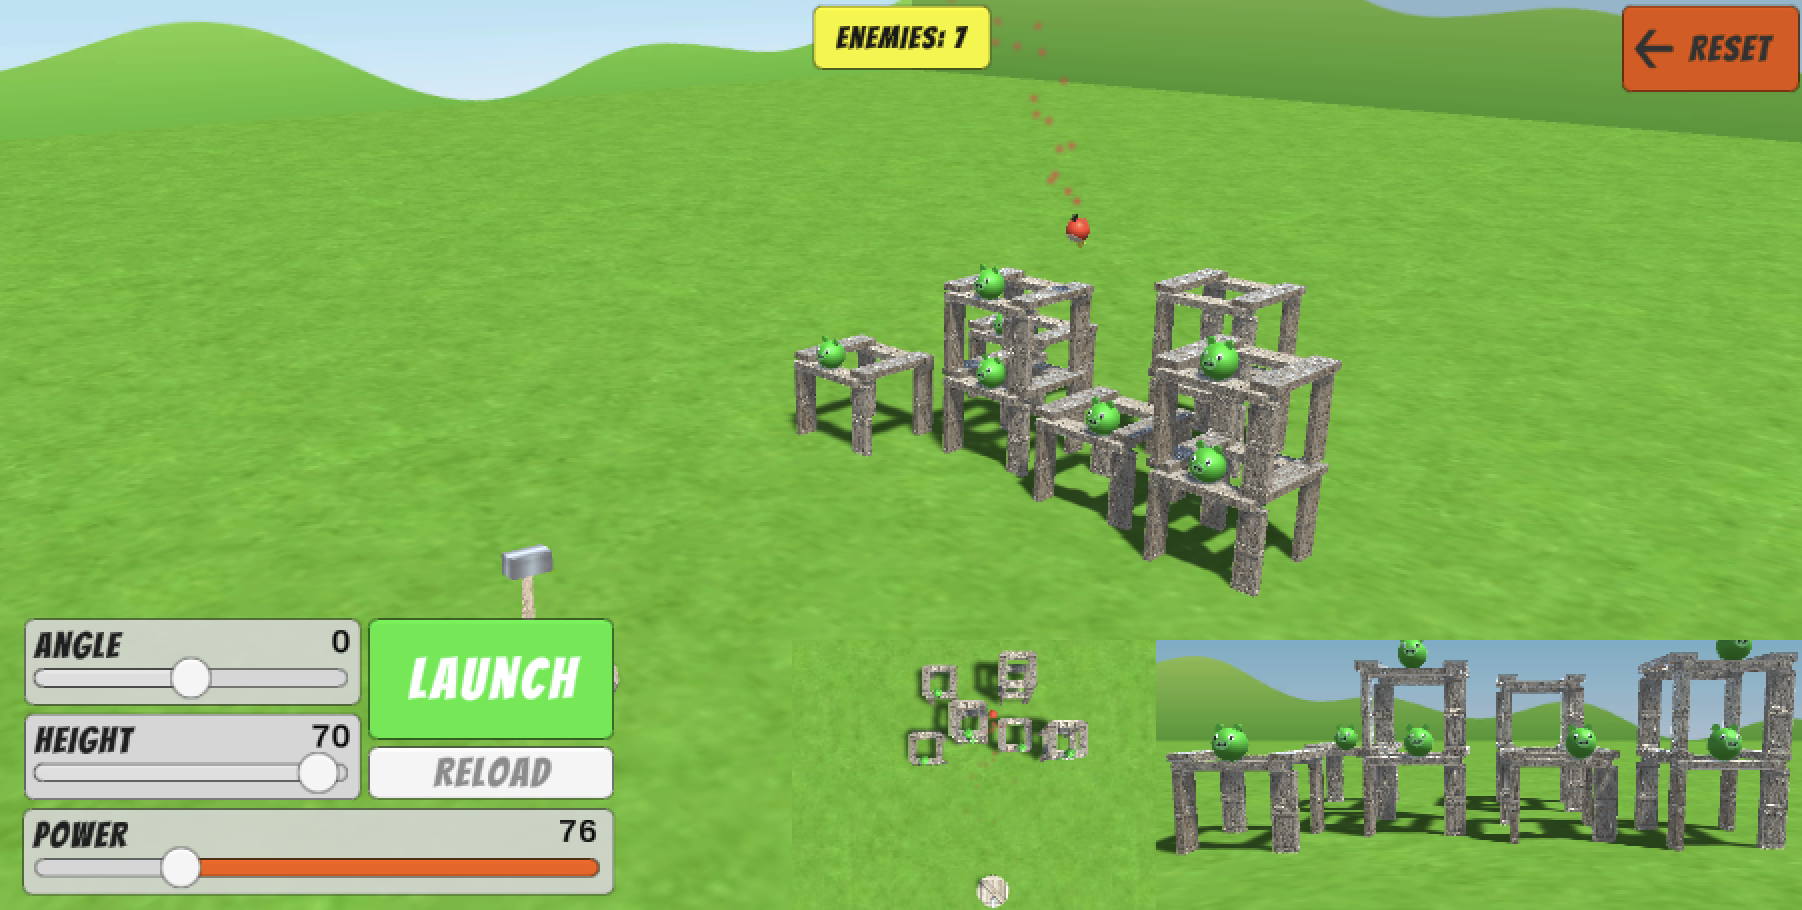 ENEMIES: 7
← RESET
ANGLE 0
HEIGHT 70
LAUNCH
RELOAD
POWER 76